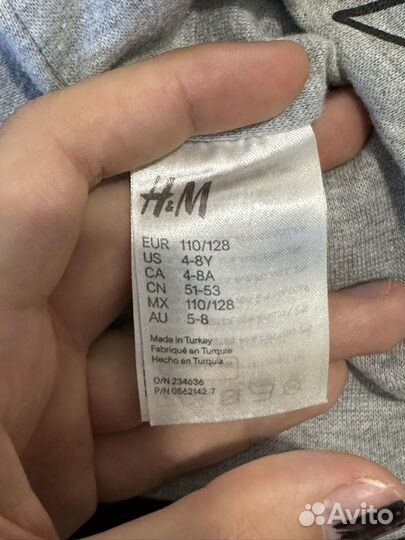 H&M
EUR 110/128
US 4-8Y
CA 4-8A
CN 51-53
MX 110/128
AU 5-8
Made in Turkey
Fabriqué en Turquie
Hecho en Turquía
O/N 234636
P/N 0562142.7
Avito